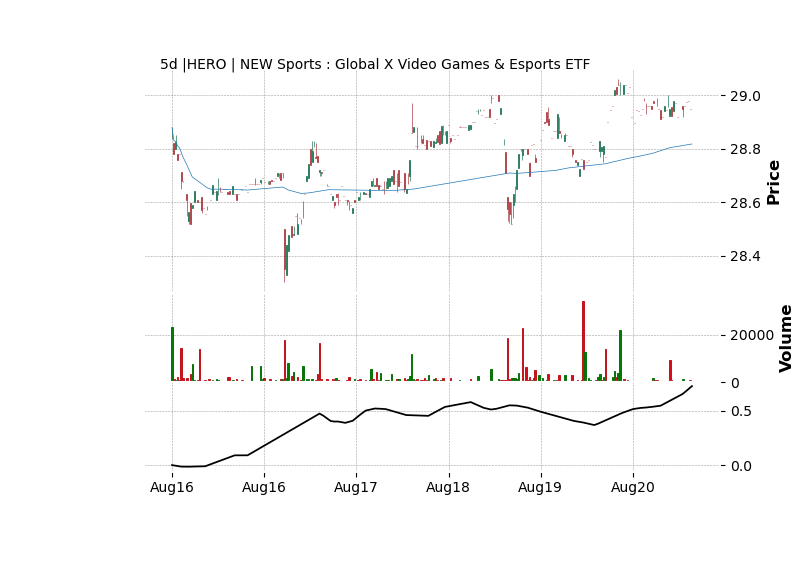 5d |HERO | NEW Sports : Global X Video Games & Esports ETF
29.0
28.8
28.6
28.4
Price
20000
0
Volume
0.5
0.0
Aug16
Aug16
Aug17
Aug18
Aug19
Aug20